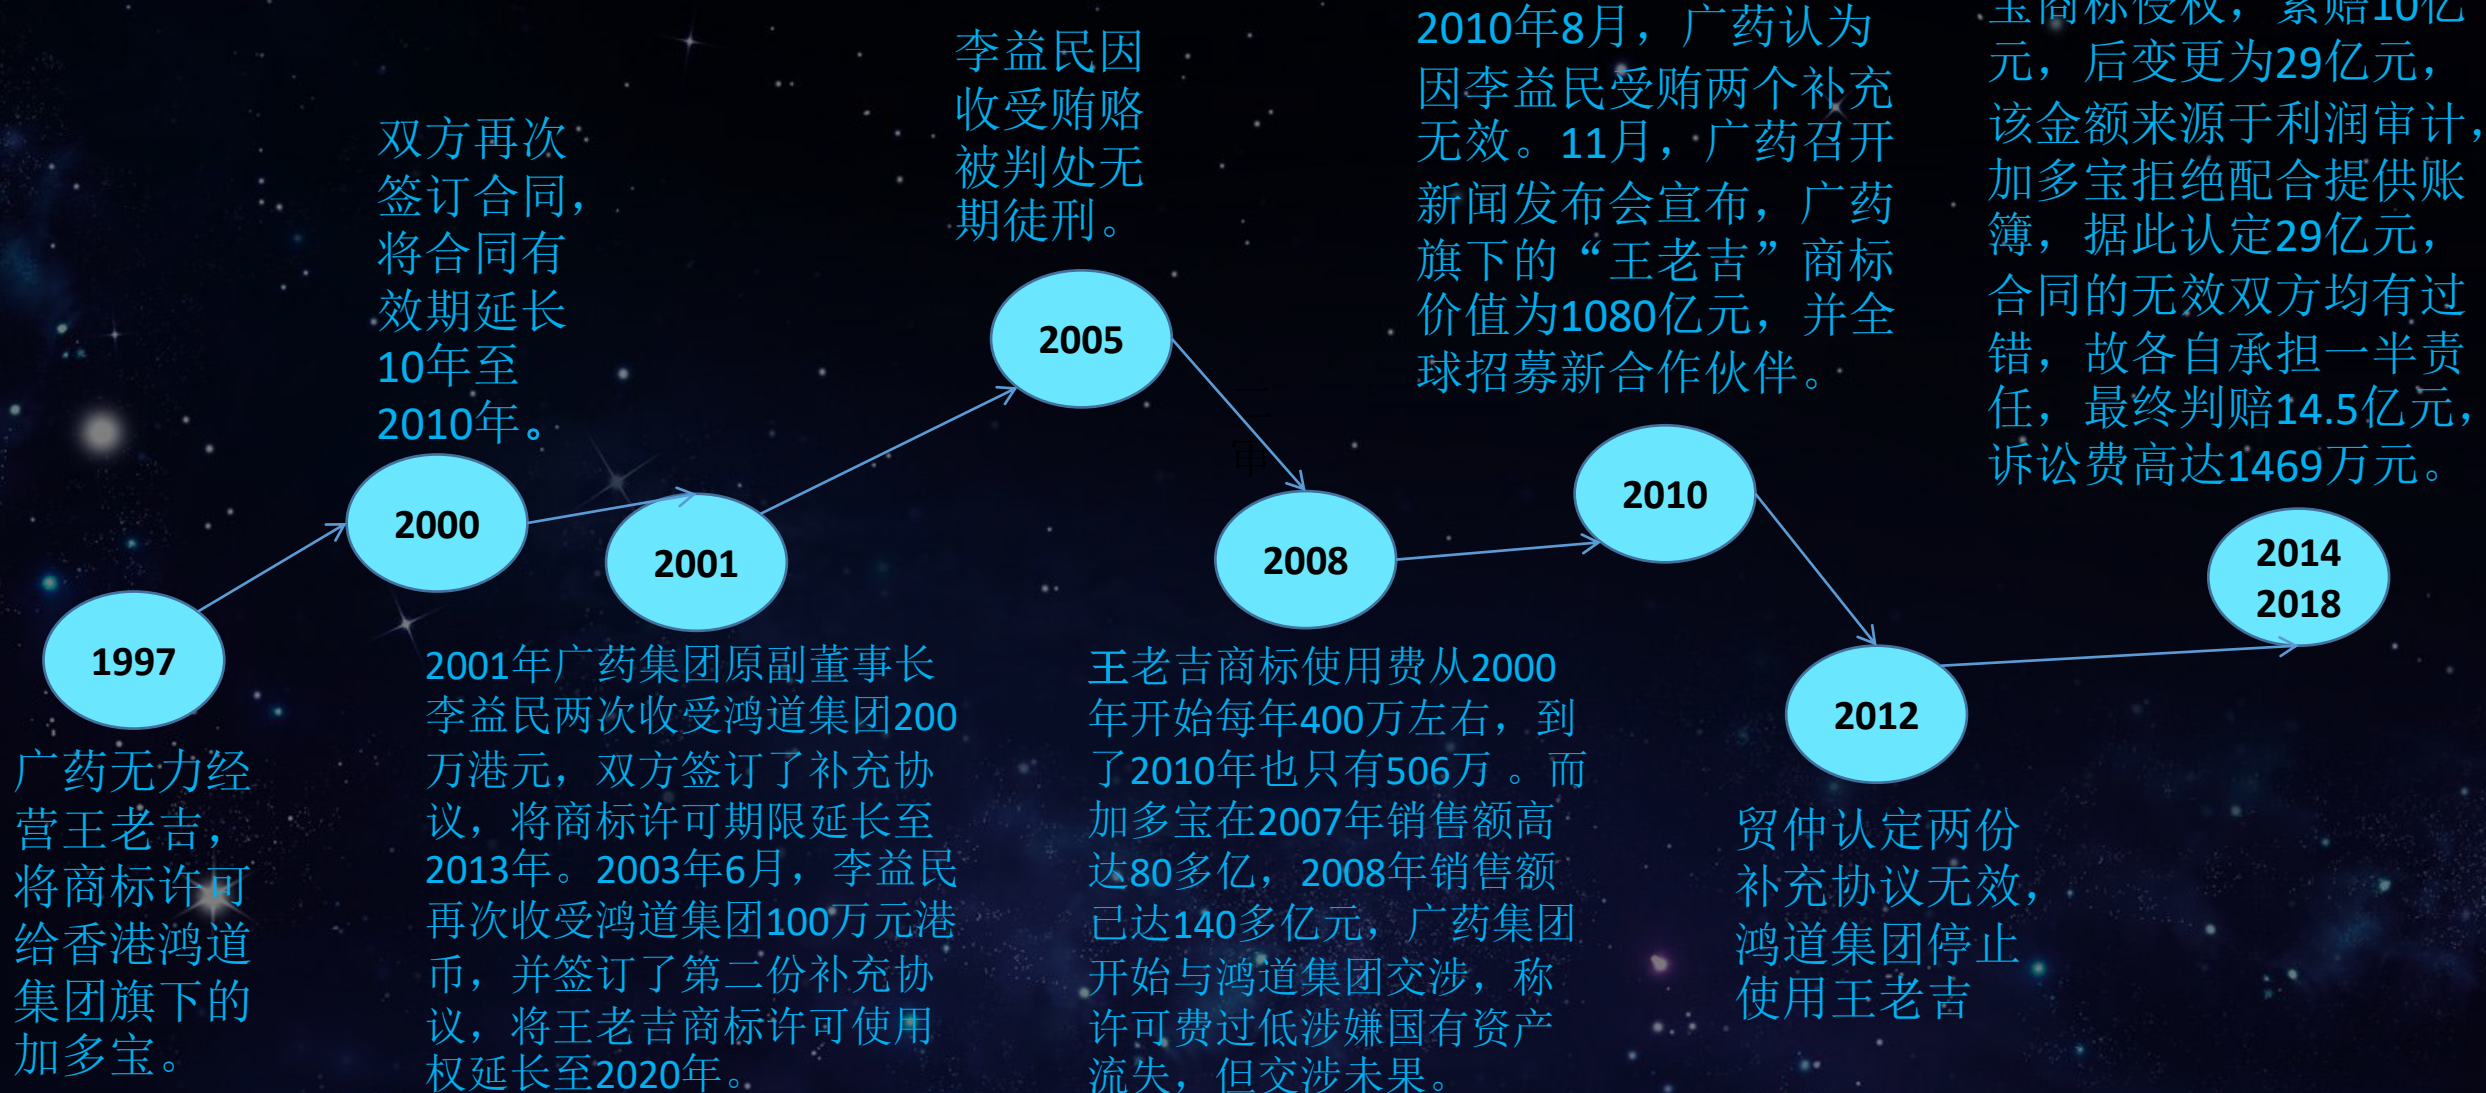 1997
广药无力经
营王老吉，
将商标许可
给香港鸿道
集团旗下的
加多宝。
双方再次
签订合同，
将合同有
效期延长
10年至
2010年。
2000
2001
2001年广药集团原副董事长
李益民两次收受鸿道集团200
万港元，双方签订了补充协
议，将商标许可期限延长至
2013年。2003年6月，李益民
再次收受鸿道集团100万元港
币，并签订了第二份补充协
议，将王老吉商标许可使用
权延长至2020年。
李益民因
收受贿赂
被判处无
期徒刑。
2005
2008
王老吉商标使用费从2000
年开始每年400万左右，到
了2010年也只有506万 。而
加多宝在2007年销售额高
达80多亿，2008年销售额
已达140多亿元，广药集团
开始与鸿道集团交涉，称
许可费过低涉嫌国有资产
流失，但交涉未果。
2010年8月，广药认为
因李益民受贿两个补充
无效。11月，广药召开
新闻发布会宣布，广药
旗下的“王老吉”商标
价值为1080亿元，并全
球招募新合作伙伴。
2010
2012
贸仲认定两份
补充协议无效，
鸿道集团停止
使用王老吉
宝商标侵权，索赔10亿
元，后变更为29亿元，
该金额来源于利润审计，
加多宝拒绝配合提供账
簿，据此认定29亿元，
合同的无效双方均有过
错，故各自承担一半责
任，最终判赔14.5亿元，
诉讼费高达1469万元。
2014
2018